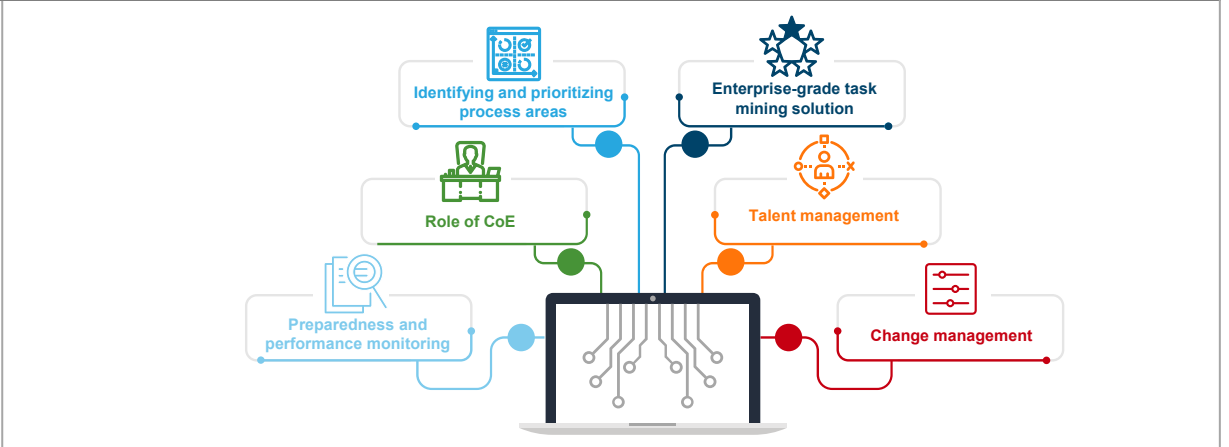 Identifying and prioritizing
process areas
Enterprise-grade task
mining solution
Role of CoE
Talent management
Preparedness and
performance monitoring
Change management